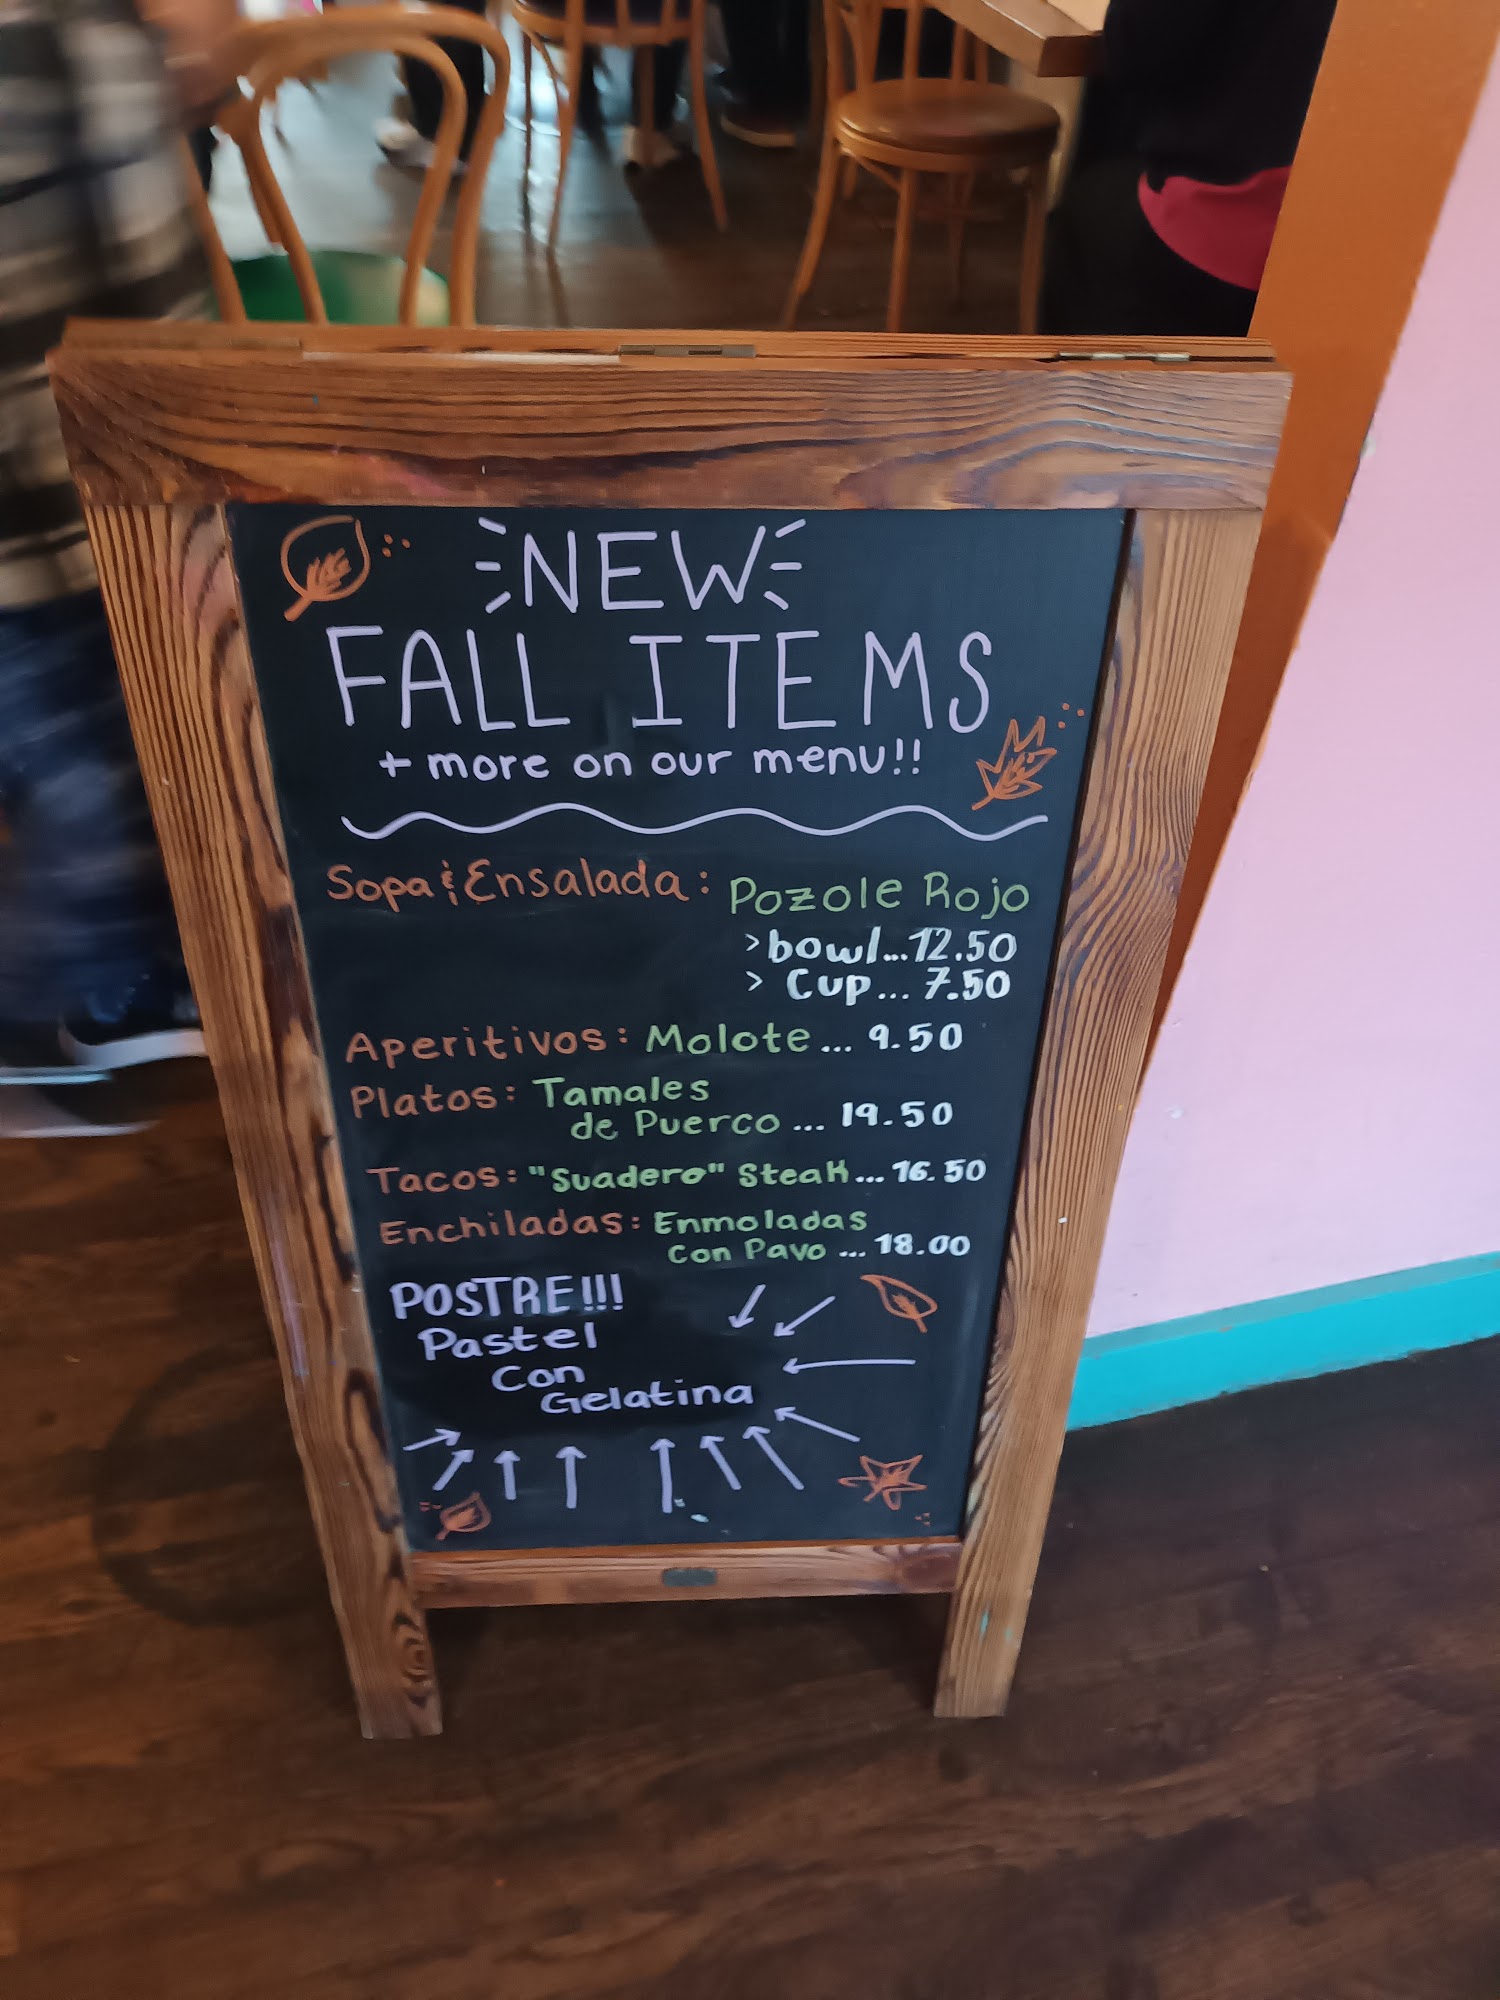 NEW
FALL ITEMS
+ more on our menu!!
Sopa & Ensalada: Pozole Rojo
> bowl...12.50
> Cup... 7.50
Aperitivos: Molote... 9.50
Platos: Tamales
de Puerco ... 19.50
Tacos: "Suadero" Steak... 16.50
Enchiladas: Enmoladas
con Pavo ... 18.00
POSTRE!!!
Pastel
Con
Gelatina